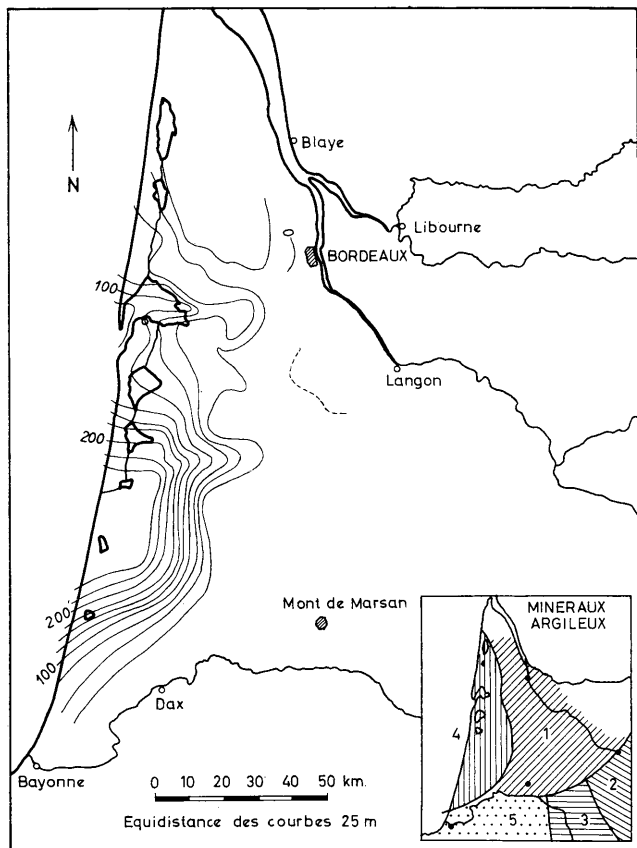 Blaye
N
Libourne
BORDEAUX
100
Langon
200
Mont de Marsan
200
100
Dax
Bayonne
0 10 20 30 40 50 km.
Equidistance des courbes 25 m
MINERAUX
ARGILEUX
1
4
2
5
3